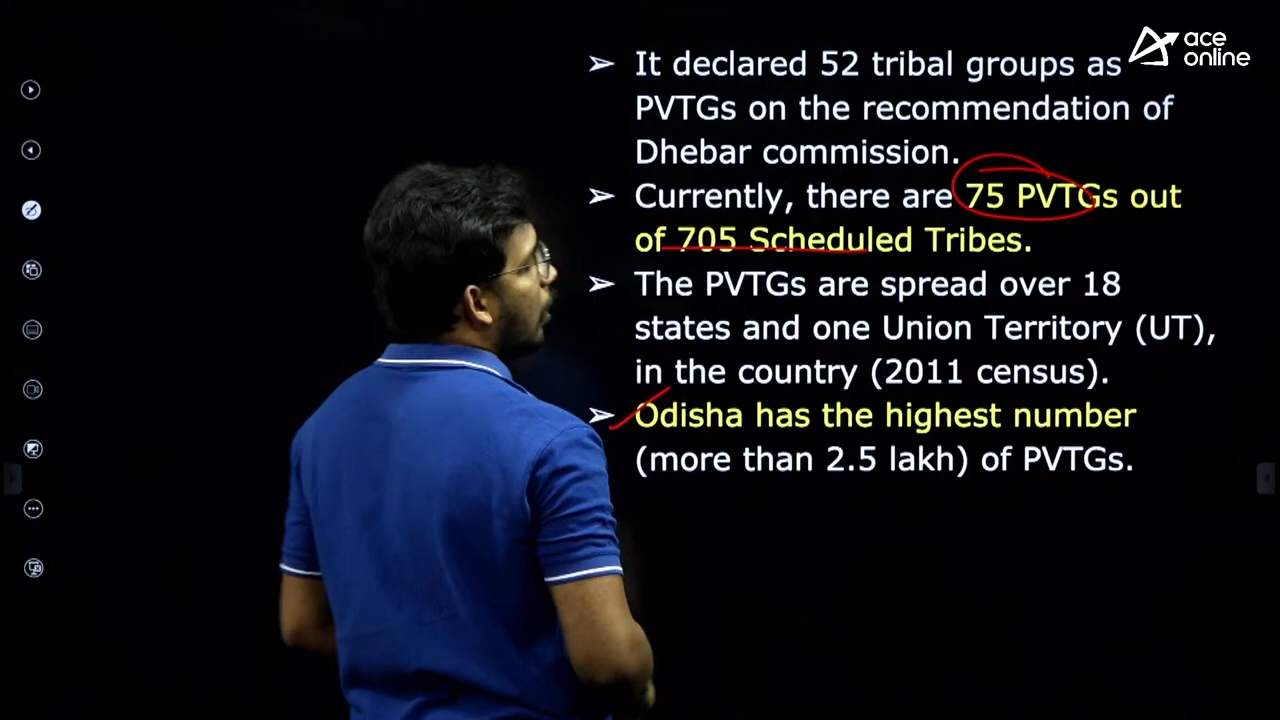 ace
online
➢ It declared 52 tribal groups as
PVTGs on the recommendation of
Dhebar commission.
➢ Currently, there are 75 PVTGs out
of 705 Scheduled Tribes.
➢ The PVTGs are spread over 18
states and one Union Territory (UT),
in the country (2011 census).
➢ Odisha has the highest number
(more than 2.5 lakh) of PVTGs.